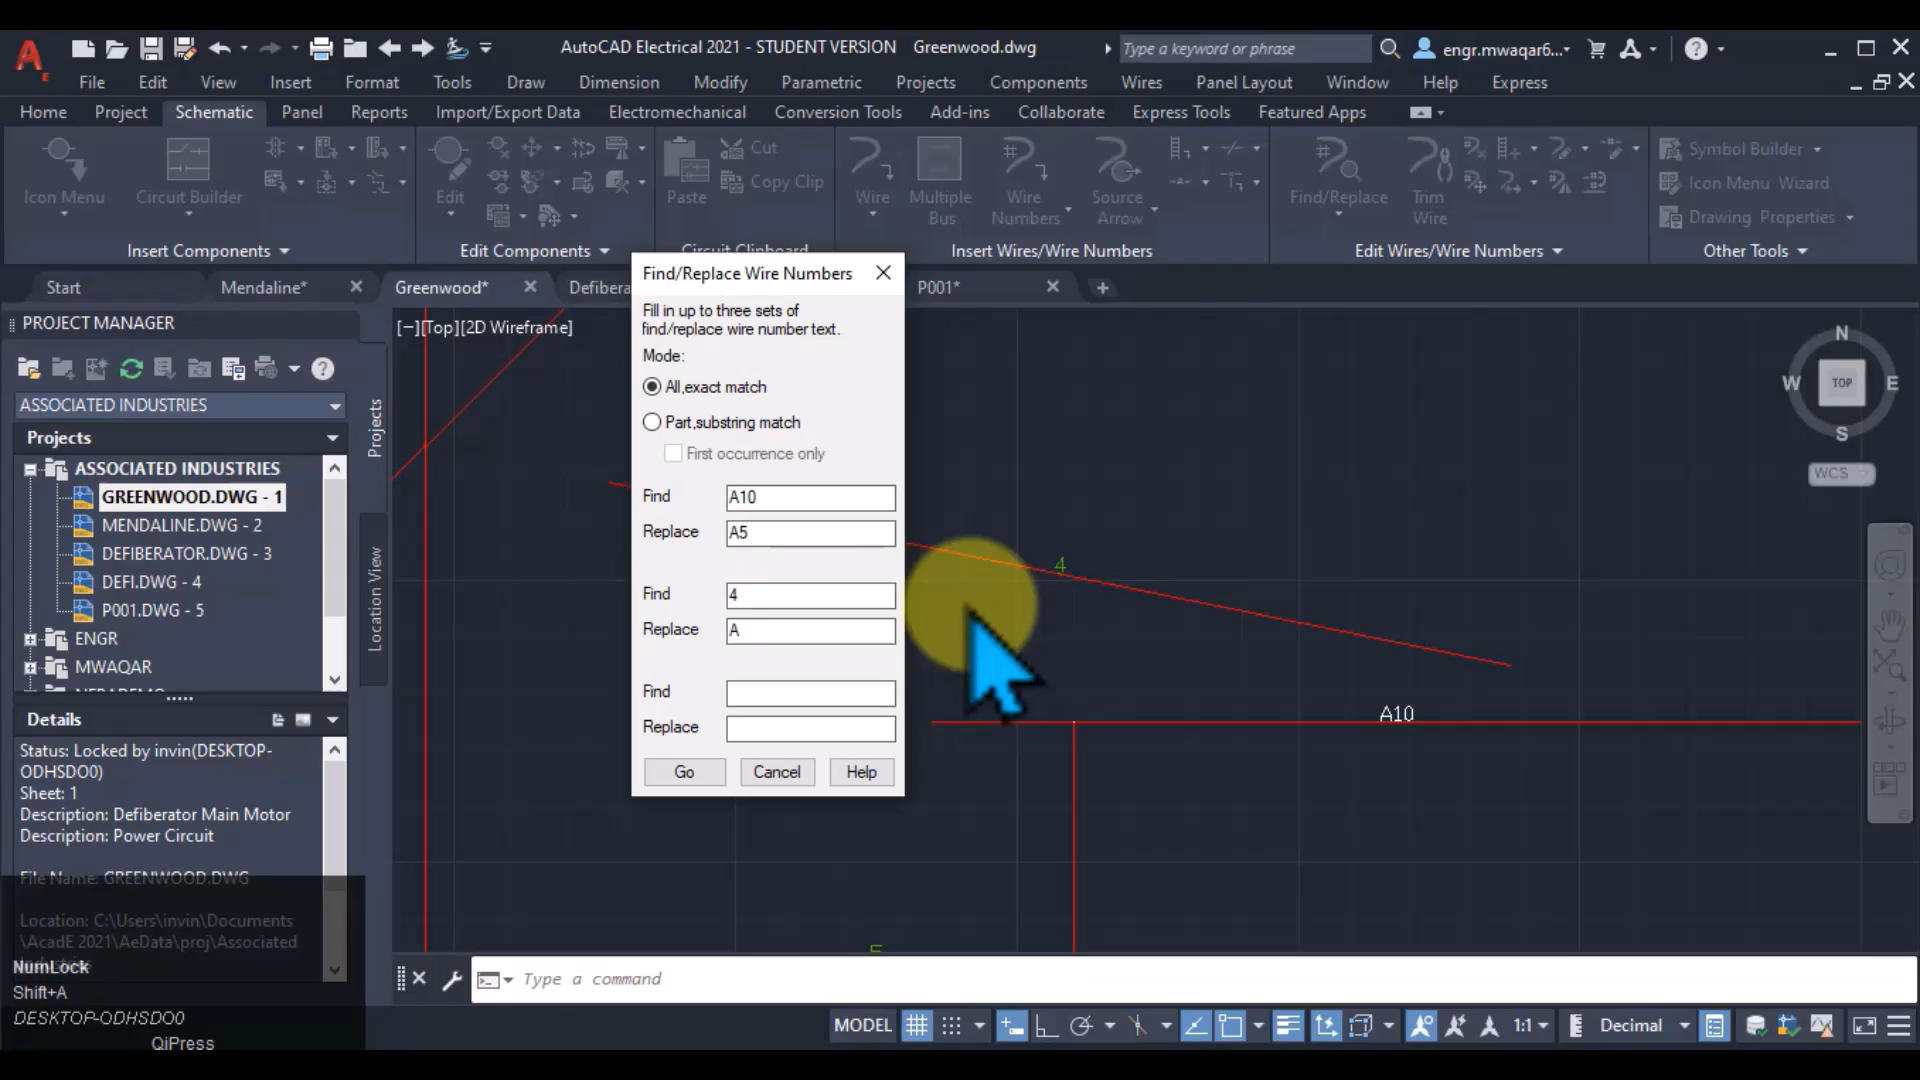 AutoCAD Electrical 2021 - STUDENT VERSION Greenwood.dwg
Type a keyword or phrase
engr.mwaqar6...
File Edit View Insert Format Tools Draw Dimension Modify Parametric Projects Components Wires Panel Layout Window Help Express
Home Project Schematic Panel Reports Import/Export Data Electromechanical Conversion Tools Add-ins Collaborate Express Tools Featured Apps
Icon Menu
Circuit Builder
Insert Components
Edit
Edit Components
Paste
Cut
Copy Clip
Circuit Clipboard
Wire
Multiple Bus
Wire Numbers
Source Arrow
Insert Wires/Wire Numbers
Find/Replace
Trim Wire
Edit Wires/Wire Numbers
Symbol Builder
Icon Menu Wizard
Drawing Properties
Other Tools
Start
Mendaline*
Greenwood*
Defibera
P001*
PROJECT MANAGER
ASSOCIATED INDUSTRIES
Projects
ASSOCIATED INDUSTRIES
GREENWOOD.DWG - 1
MENDALINE.DWG - 2
DEFIBERATOR.DWG - 3
DEFI.DWG - 4
P001.DWG - 5
ENGR
MWAQAR
Projects
Location View
Details
Status: Locked by invin(DESKTOP-
ODHSDO0)
Sheet: 1
Description: Defiberator Main Motor
Description: Power Circuit
File Name: GREENWOOD.DWG
Location: C:\Users\invin\Documents
\AcadE 2021\AeData\proj\Associated
NumLock
Shift+A
DESKTOP-ODHSDO0
QiPress
[−][Top][2D Wireframe]
Find/Replace Wire Numbers
Fill in up to three sets of
find/replace wire number text.
Mode:
All,exact match
Part,substring match
First occurrence only
Find A10
Replace A5
Find 4
Replace A
Find
Replace
Go Cancel Help
4
A10
5
N
W TOP E
S
WCS
Type a command
MODEL 1:1 Decimal